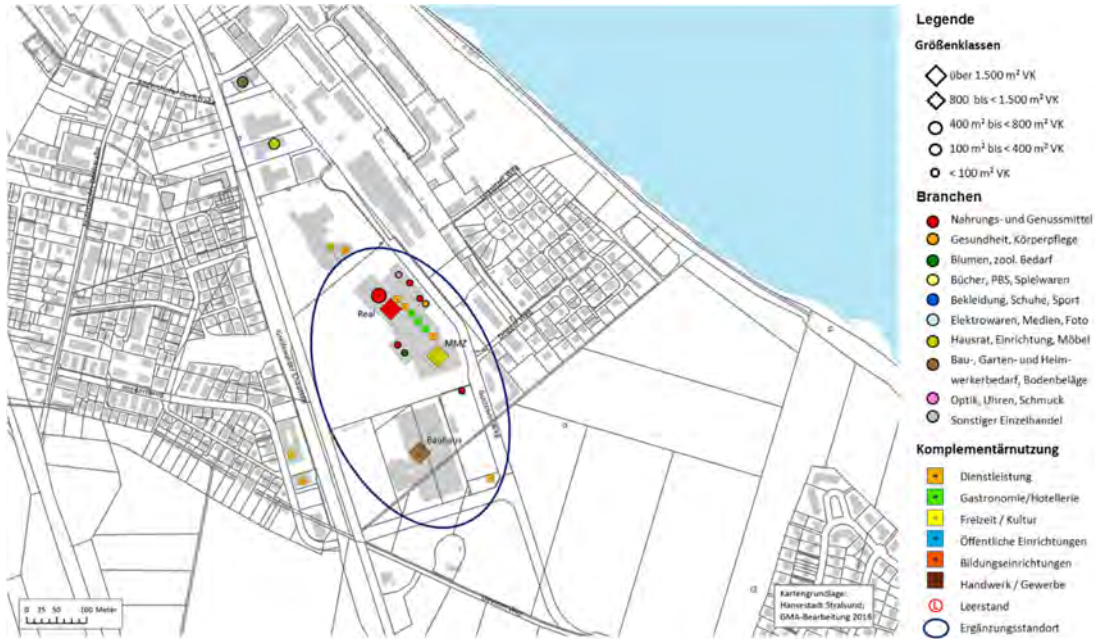 Legende
Größenklassen
über 1.500 m² VK
800 bis < 1.500 m² VK
400 m² bis < 800 m² VK
100 m² bis < 400 m² VK
< 100 m² VK
Branchen
Nahrungs- und Genussmittel
Gesundheit, Körperpflege
Blumen, zool. Bedarf
Bücher, PBS, Spielwaren
Bekleidung, Schuhe, Sport
Elektrowaren, Medien, Foto
Hausrat, Einrichtung, Möbel
Bau-, Garten- und Heim-
werkerbedarf, Bodenbeläge
Optik, Uhren, Schmuck
Sonstiger Einzelhandel
Komplementärnutzung
Dienstleistung
Gastronomie/Hotellerie
Freizeit / Kultur
Öffentliche Einrichtungen
Bildungseinrichtungen
Handwerk / Gewerbe
L Leerstand
Ergänzungsstandort
Real
MMZ
Bauhaus
0 25 50 100 Meter
Kartengrundlage:
Hansestadt Stralsund;
GMA-Bearbeitung 2016